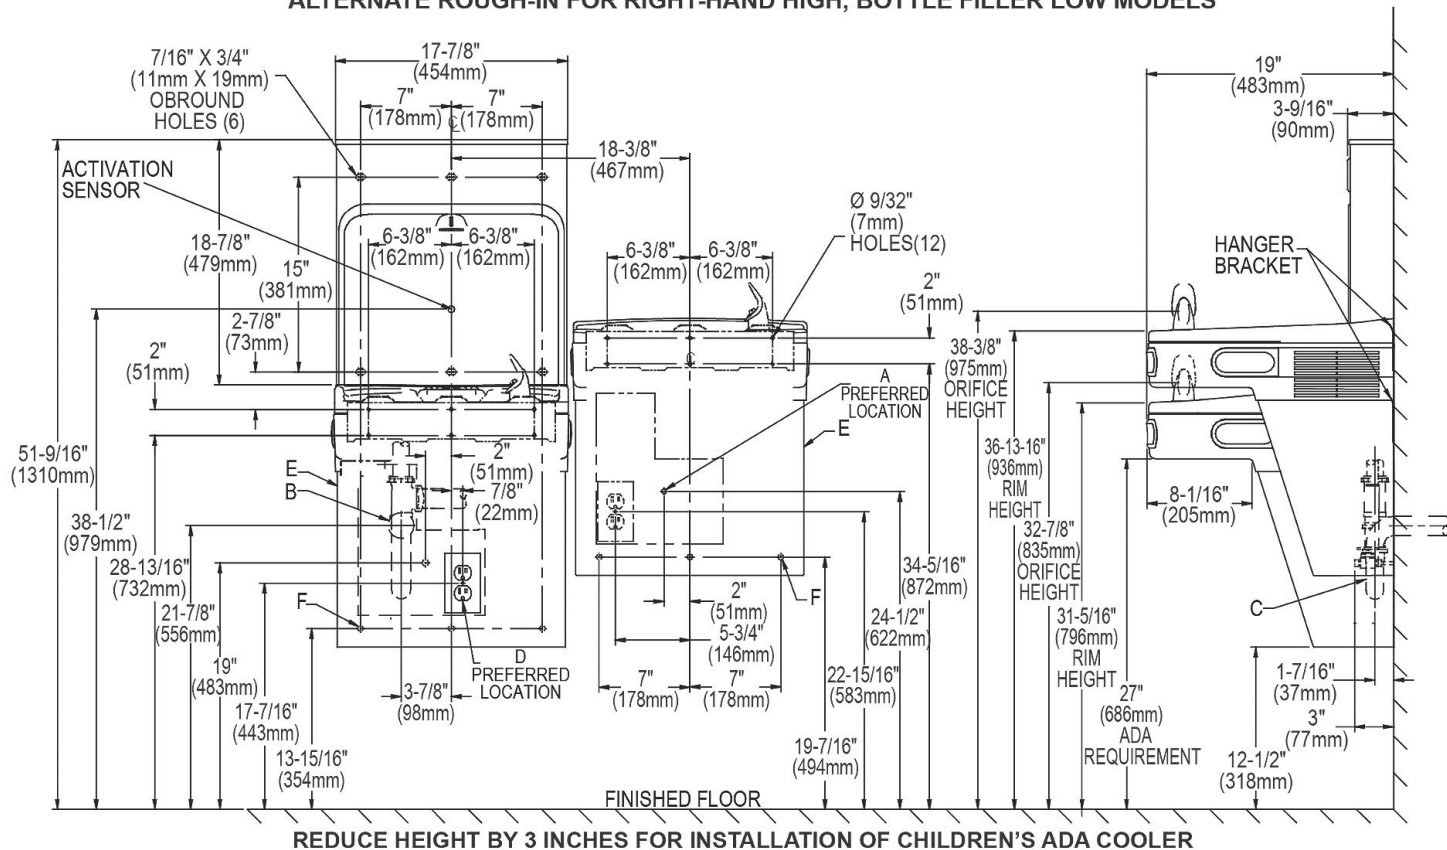 ALTERNATE ROUGH-IN FOR RIGHT-HAND HIGH, BOTTLE FILLER LOW MODELS
7/16" X 3/4"
(11mm X 19mm)
OBROUND
HOLES (6)
17-7/8"
(454mm)
7"
(178mm)
7"
(178mm)
℄
19"
(483mm)
3-9/16"
(90mm)
ACTIVATION
SENSOR
18-3/8"
(467mm)
Ø 9/32"
(7mm)
HOLES(12)
18-7/8"
(479mm)
15"
(381mm)
6-3/8"
(162mm)
6-3/8"
(162mm)
6-3/8"
(162mm)
6-3/8"
(162mm)
HANGER
BRACKET
2"
(51mm)
2-7/8"
(73mm)
2"
(51mm)
℄
38-3/8"
(975mm)
ORIFICE
HEIGHT
A
PREFERRED
LOCATION
E
51-9/16"
(1310mm)
36-13-16"
(936mm)
RIM
HEIGHT
2"
(51mm)
E
B
7/8"
(22mm)
8-1/16"
(205mm)
38-1/2"
(979mm)
32-7/8"
(835mm)
ORIFICE
HEIGHT
28-13/16"
(732mm)
34-5/16"
(872mm)
21-7/8"
(556mm)
F
2"
(51mm)
F
24-1/2"
(622mm)
31-5/16"
(796mm)
RIM
HEIGHT
C
5-3/4"
(146mm)
19"
(483mm)
D
PREFERRED
LOCATION
7"
(178mm)
7"
(178mm)
22-15/16"
(583mm)
1-7/16"
(37mm)
3-7/8"
(98mm)
17-7/16"
(443mm)
27"
(686mm)
ADA
REQUIREMENT
3"
(77mm)
13-15/16"
(354mm)
19-7/16"
(494mm)
12-1/2"
(318mm)
FINISHED FLOOR
REDUCE HEIGHT BY 3 INCHES FOR INSTALLATION OF CHILDREN'S ADA COOLER